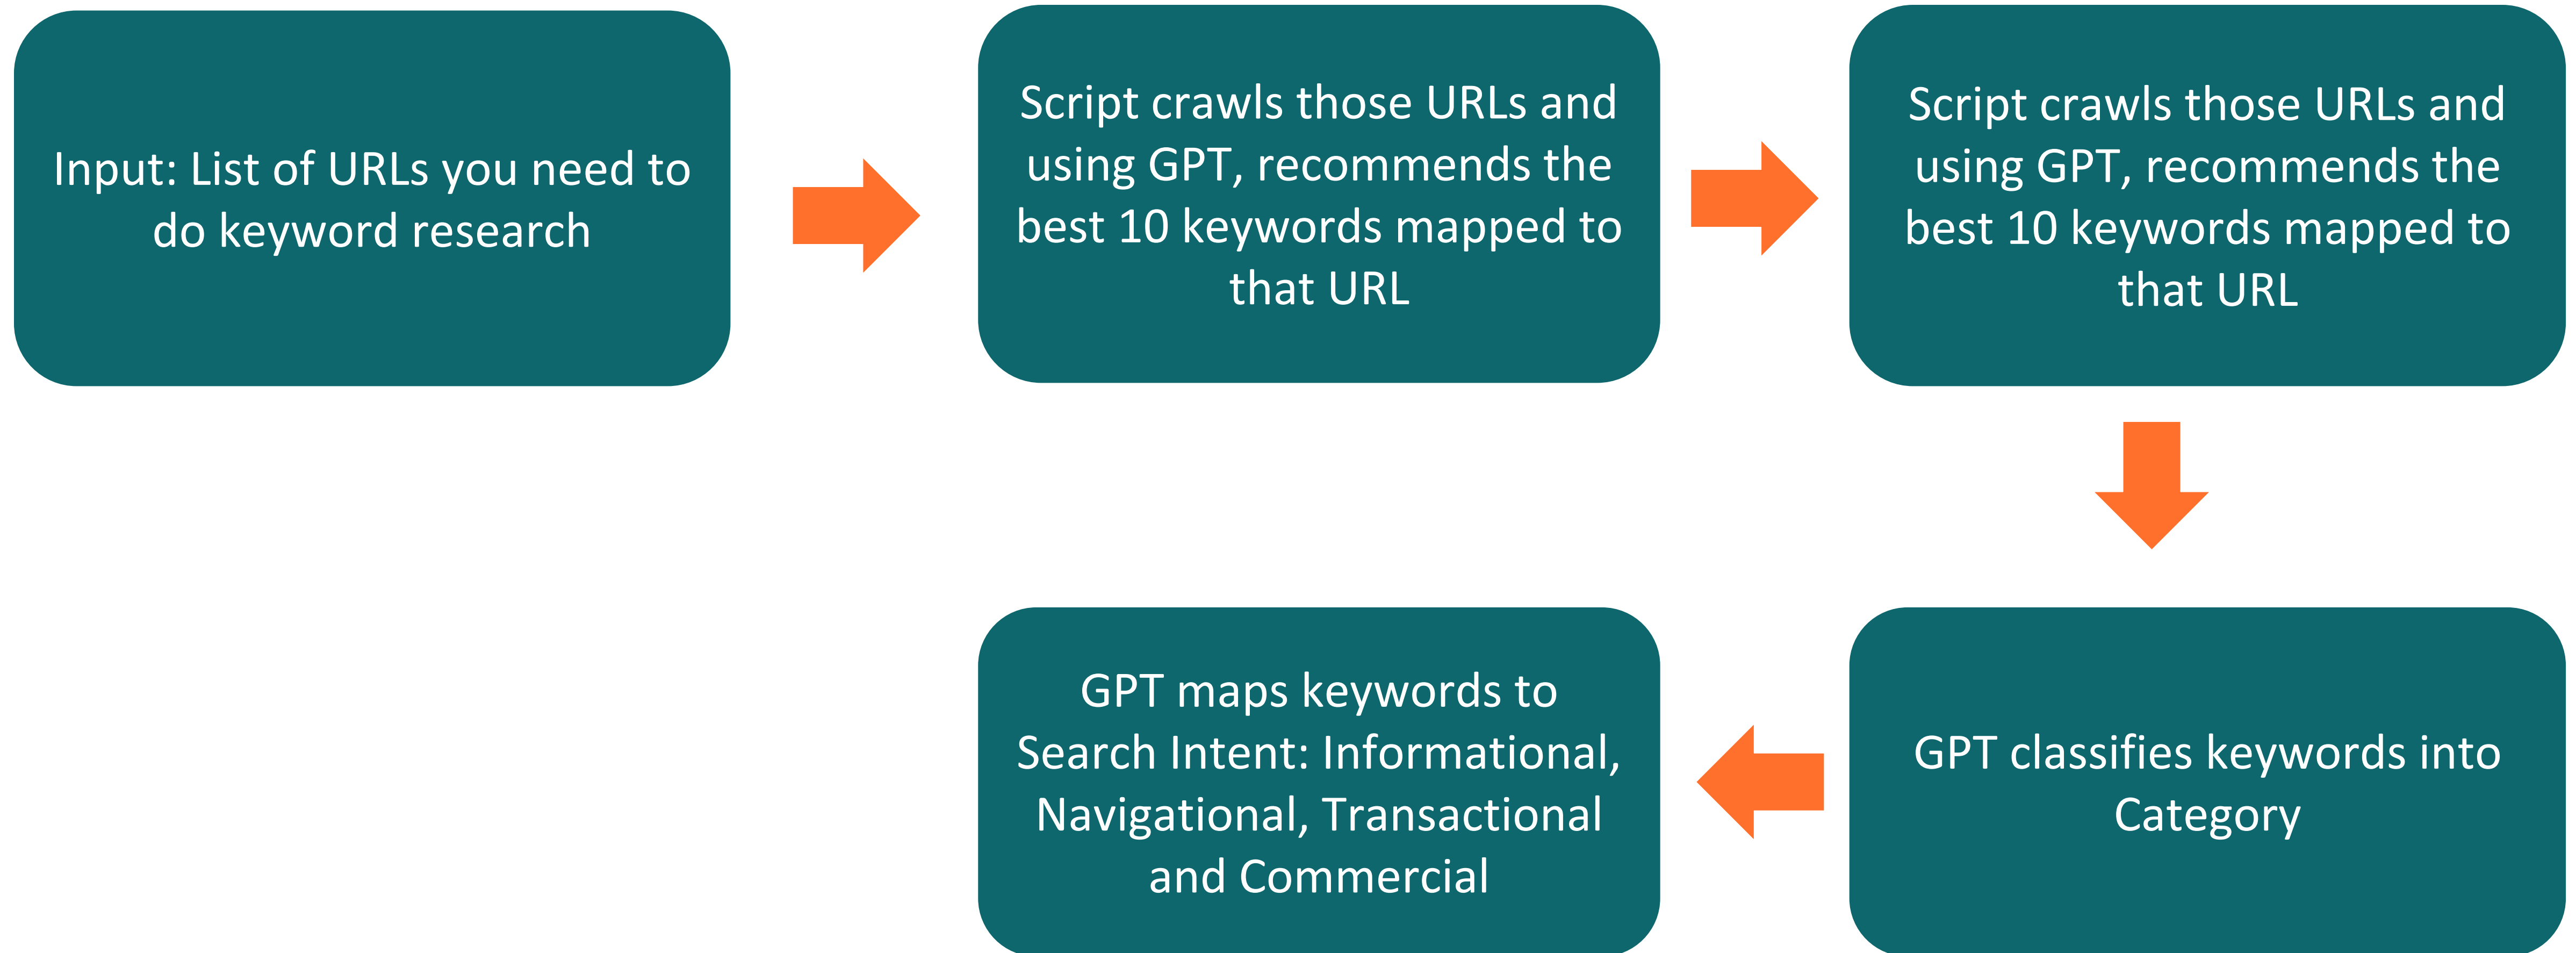 Input: List of URLs you need to
do keyword research
Script crawls those URLs and
using GPT, recommends the
best 10 keywords mapped to
that URL
Script crawls those URLs and
using GPT, recommends the
best 10 keywords mapped to
that URL
GPT classifies keywords into
Category
GPT maps keywords to
Search Intent: Informational,
Navigational, Transactional
and Commercial